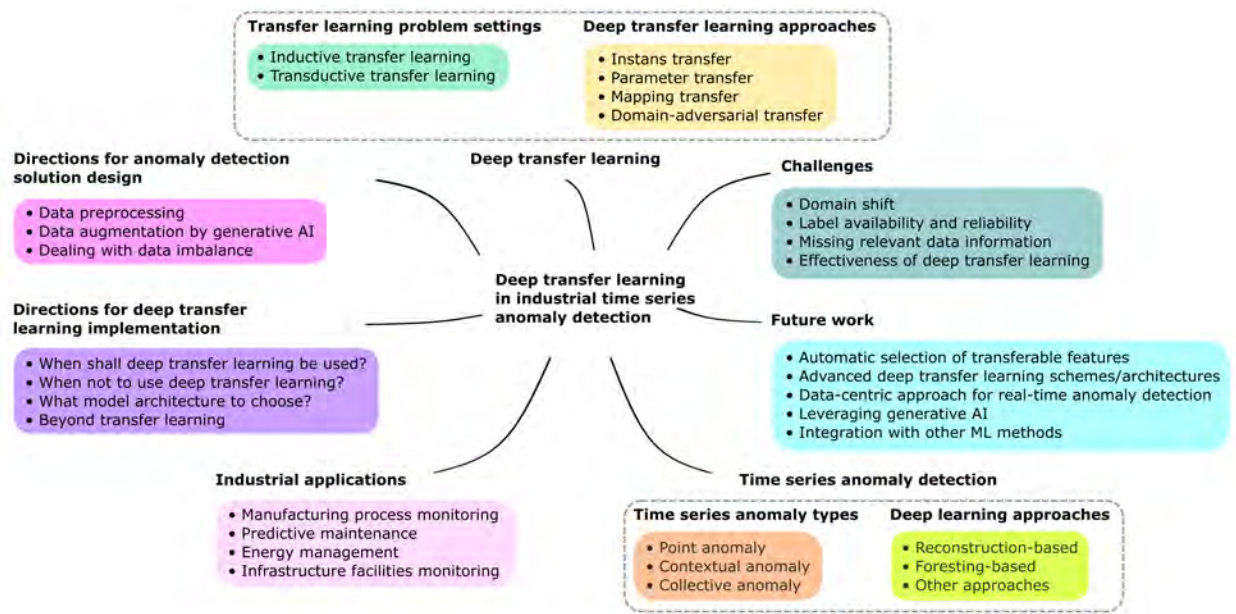 Transfer learning problem settings
• Inductive transfer learning
• Transductive transfer learning
Deep transfer learning approaches
• Instans transfer
• Parameter transfer
• Mapping transfer
• Domain-adversarial transfer
Deep transfer learning
Directions for anomaly detection
solution design
• Data preprocessing
• Data augmentation by generative AI
• Dealing with data imbalance
Challenges
• Domain shift
• Label availability and reliability
• Missing relevant data information
• Effectiveness of deep transfer learning
Deep transfer learning
in industrial time series
anomaly detection
Directions for deep transfer
learning implementation
• When shall deep transfer learning be used?
• When not to use deep transfer learning?
• What model architecture to choose?
• Beyond transfer learning
Future work
• Automatic selection of transferable features
• Advanced deep transfer learning schemes/architectures
• Data-centric approach for real-time anomaly detection
• Leveraging generative AI
• Integration with other ML methods
Industrial applications
• Manufacturing process monitoring
• Predictive maintenance
• Energy management
• Infrastructure facilities monitoring
Time series anomaly detection
Time series anomaly types
• Point anomaly
• Contextual anomaly
• Collective anomaly
Deep learning approaches
• Reconstruction-based
• Foresting-based
• Other approaches